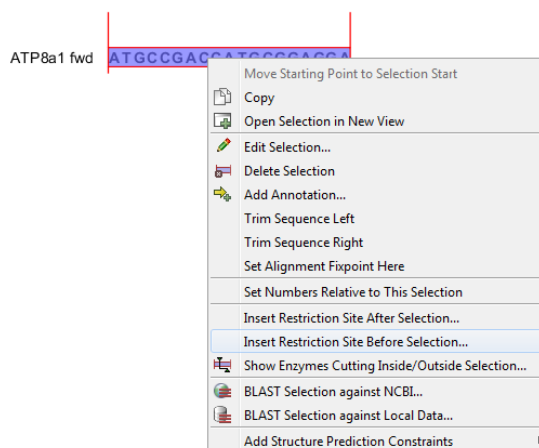 ATP8a1 fwd ATGCCGACCATGCCGACCA
Move Starting Point to Selection Start
Copy
Open Selection in New View
Edit Selection...
Delete Selection
Add Annotation...
Trim Sequence Left
Trim Sequence Right
Set Alignment Fixpoint Here
Set Numbers Relative to This Selection
Insert Restriction Site After Selection...
Insert Restriction Site Before Selection...
Show Enzymes Cutting Inside/Outside Selection...
BLAST Selection against NCBI...
BLAST Selection against Local Data...
Add Structure Prediction Constraints